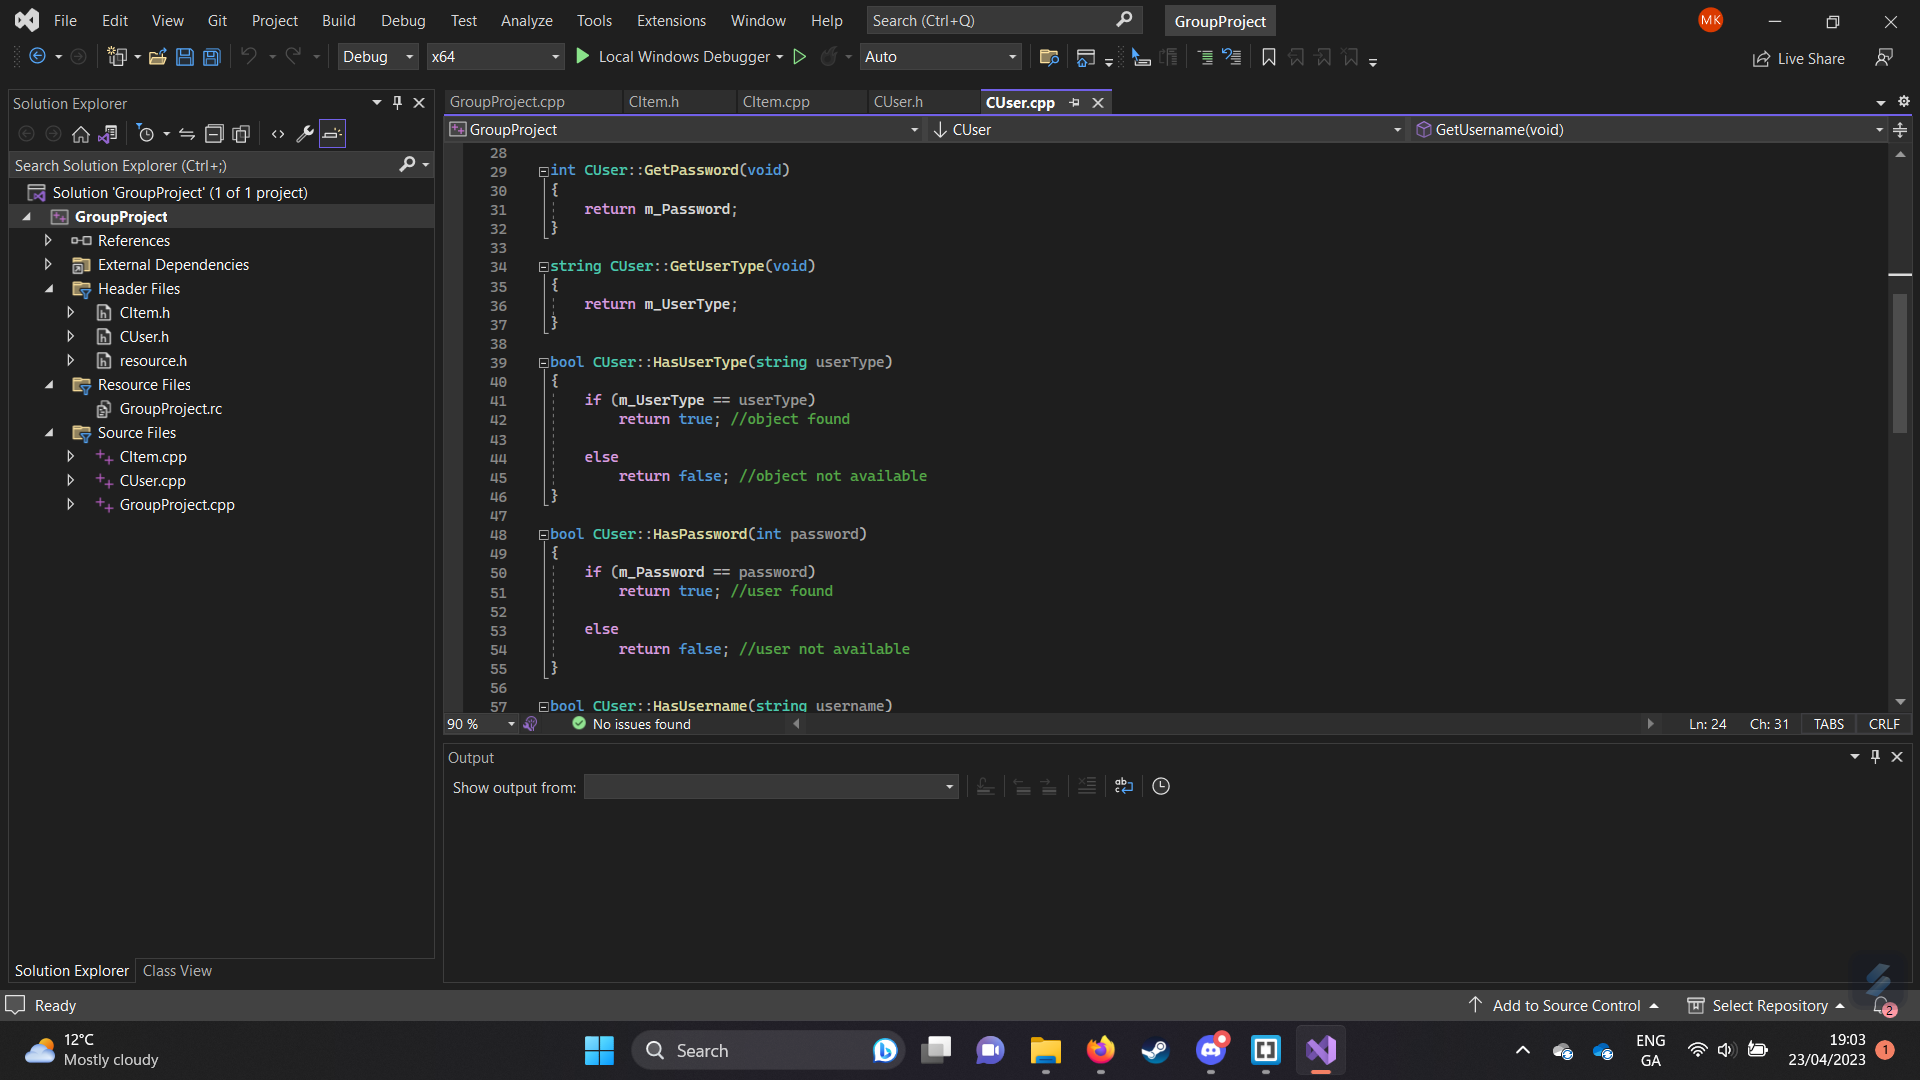 File Edit View Git Project Build Debug Test Analyze Tools Extensions Window Help Search (Ctrl+Q) GroupProject MK
Debug x64 Local Windows Debugger Auto Live Share
Solution Explorer
Search Solution Explorer (Ctrl+;)
Solution 'GroupProject' (1 of 1 project)
GroupProject
References
External Dependencies
Header Files
CItem.h
CUser.h
resource.h
Resource Files
GroupProject.rc
Source Files
CItem.cpp
CUser.cpp
GroupProject.cpp
Solution Explorer Class View
GroupProject.cpp CItem.h CItem.cpp CUser.h CUser.cpp
GroupProject CUser GetUsername(void)
28
29 int CUser::GetPassword(void)
30 {
31 return m_Password;
32 }
33
34 string CUser::GetUserType(void)
35 {
36 return m_UserType;
37 }
38
39 bool CUser::HasUserType(string userType)
40 {
41 if (m_UserType == userType)
42 return true; //object found
43
44 else
45 return false; //object not available
46 }
47
48 bool CUser::HasPassword(int password)
49 {
50 if (m_Password == password)
51 return true; //user found
52
53 else
54 return false; //user not available
55 }
56
57 bool CUser::HasUsername(string username)
90 % No issues found Ln: 24 Ch: 31 TABS CRLF
Output
Show output from:
Ready Add to Source Control Select Repository 2
12°C
Mostly cloudy
Search
ENG
GA
19:03
23/04/2023
1